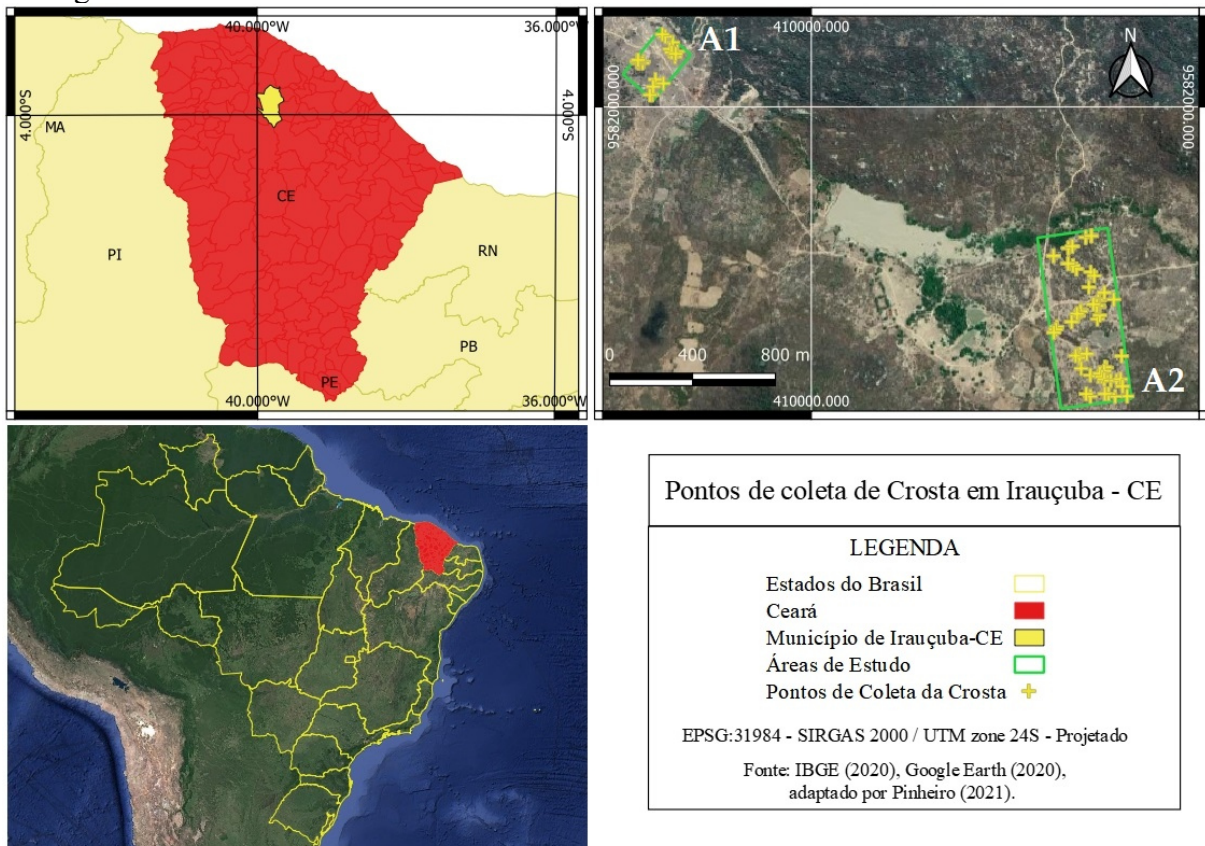 40.000°W
36.000°W
4.000°S
4.000°S
MA
CE
PI
RN
PB
PE
40.000°W
36.000°W
410000.000
A1
N
9582000.000
9582000.000
0 400 800 m
A2
410000.000
Pontos de coleta de Crosta em Irauçuba - CE
LEGENDA
Estados do Brasil
Ceará
Município de Irauçuba-CE
Áreas de Estudo
Pontos de Coleta da Crosta
EPSG:31984 - SIRGAS 2000 / UTM zone 24S - Projetado
Fonte: IBGE (2020), Google Earth (2020),
adaptado por Pinheiro (2021).